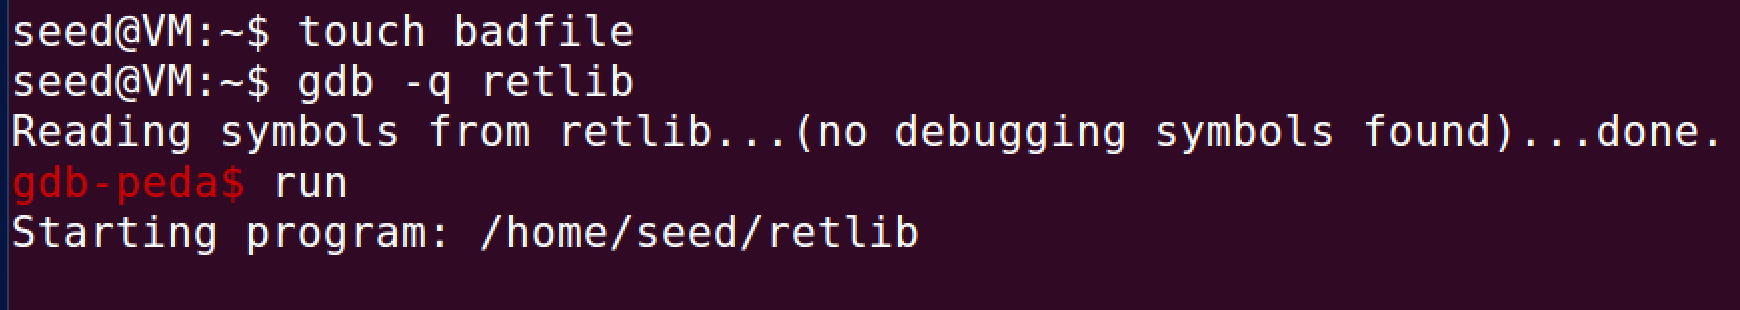 seed@VM:~$ touch badfile
seed@VM:~$ gdb -q retlib
Reading symbols from retlib...(no debugging symbols found)...done.
gdb-peda$ run
Starting program: /home/seed/retlib